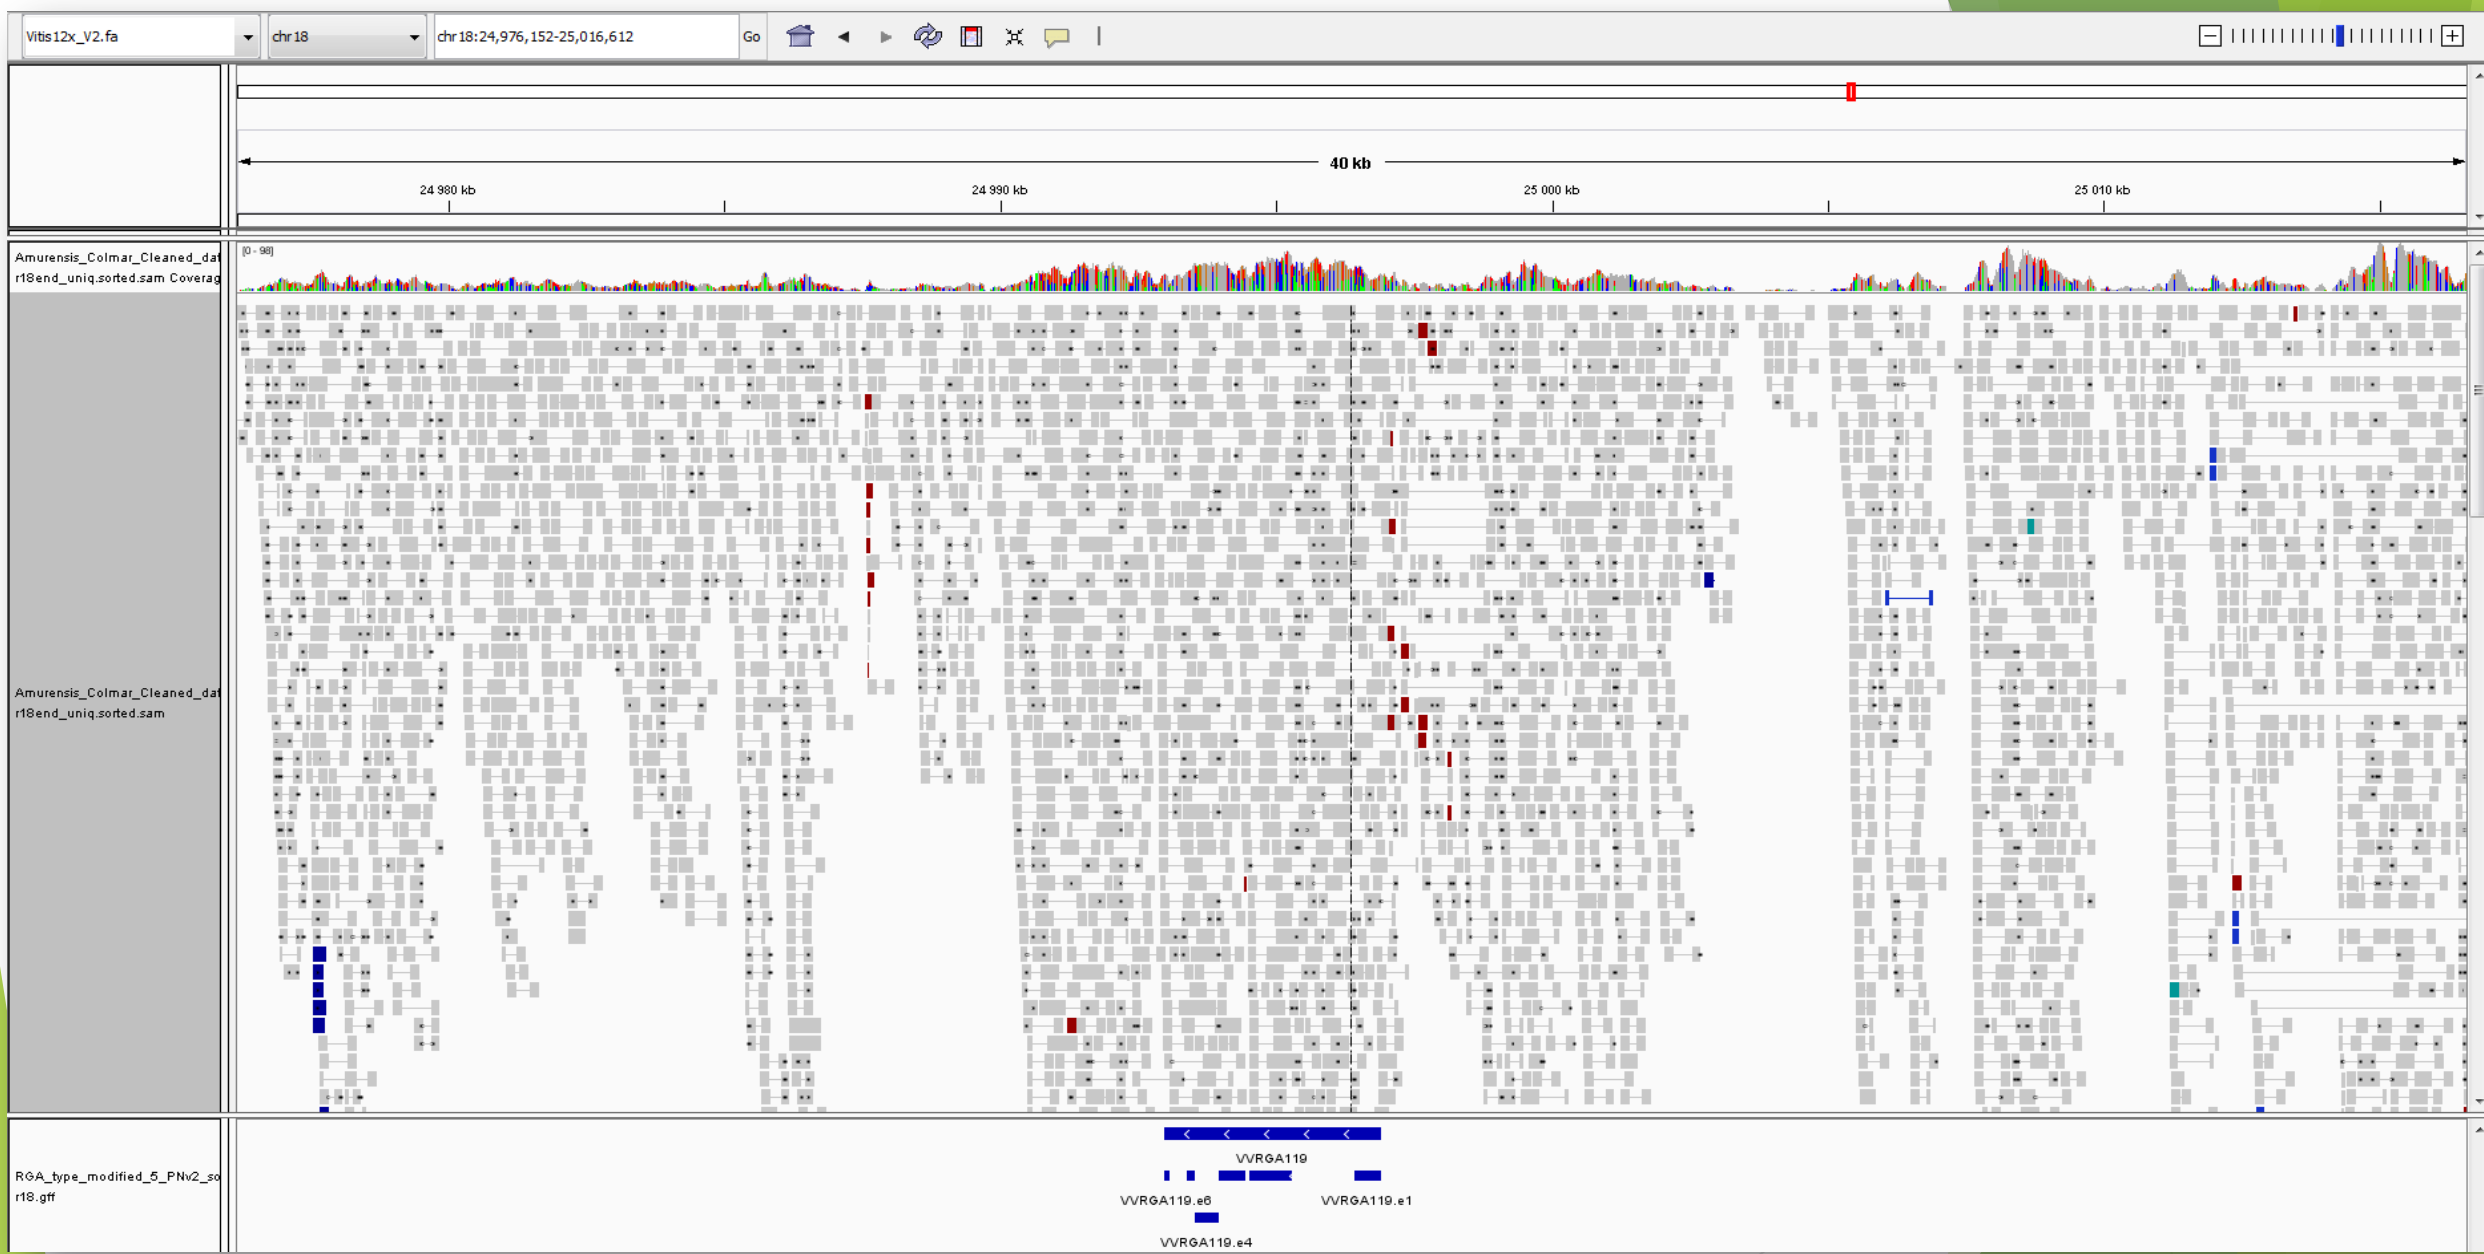 Vitis12x_V2.fa chr18 chr18:24,976,152-25,016,612 Go
40 kb
24 980 kb 24 990 kb 25 000 kb 25 010 kb
[0 - 98]
Amurensis_Colmar_Cleaned_dat
r18end_uniq.sorted.sam Coverag
Amurensis_Colmar_Cleaned_dat
r18end_uniq.sorted.sam
VVRGA119
RGA_type_modified_5_PNv2_so
r18.gff
VVRGA119.e6 VVRGA119.e1
VVRGA119.e4